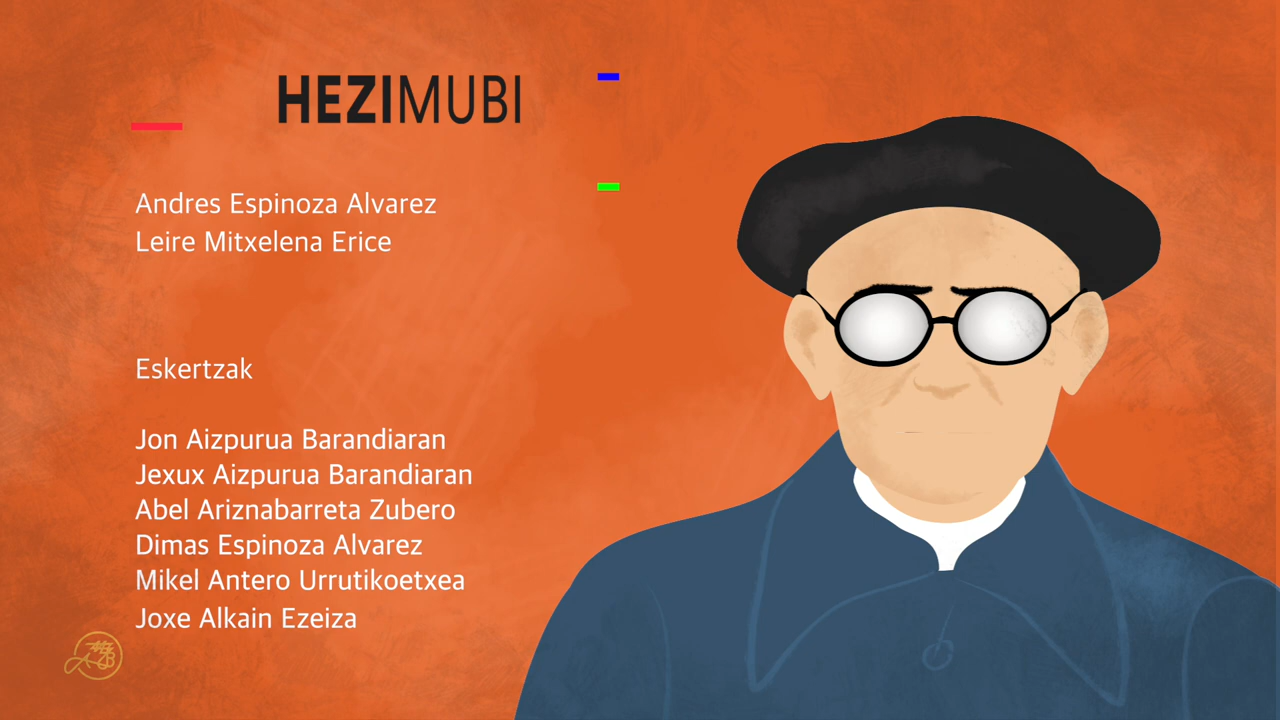 HEZIMUBI
Andres Espinoza Alvarez
Leire Mitxelena Erice
Eskertzak
Jon Aizpurua Barandiaran
Jexux Aizpurua Barandiaran
Abel Ariznabarreta Zubero
Dimas Espinoza Alvarez
Mikel Antero Urrutikoetxea
Joxe Alkain Ezeiza